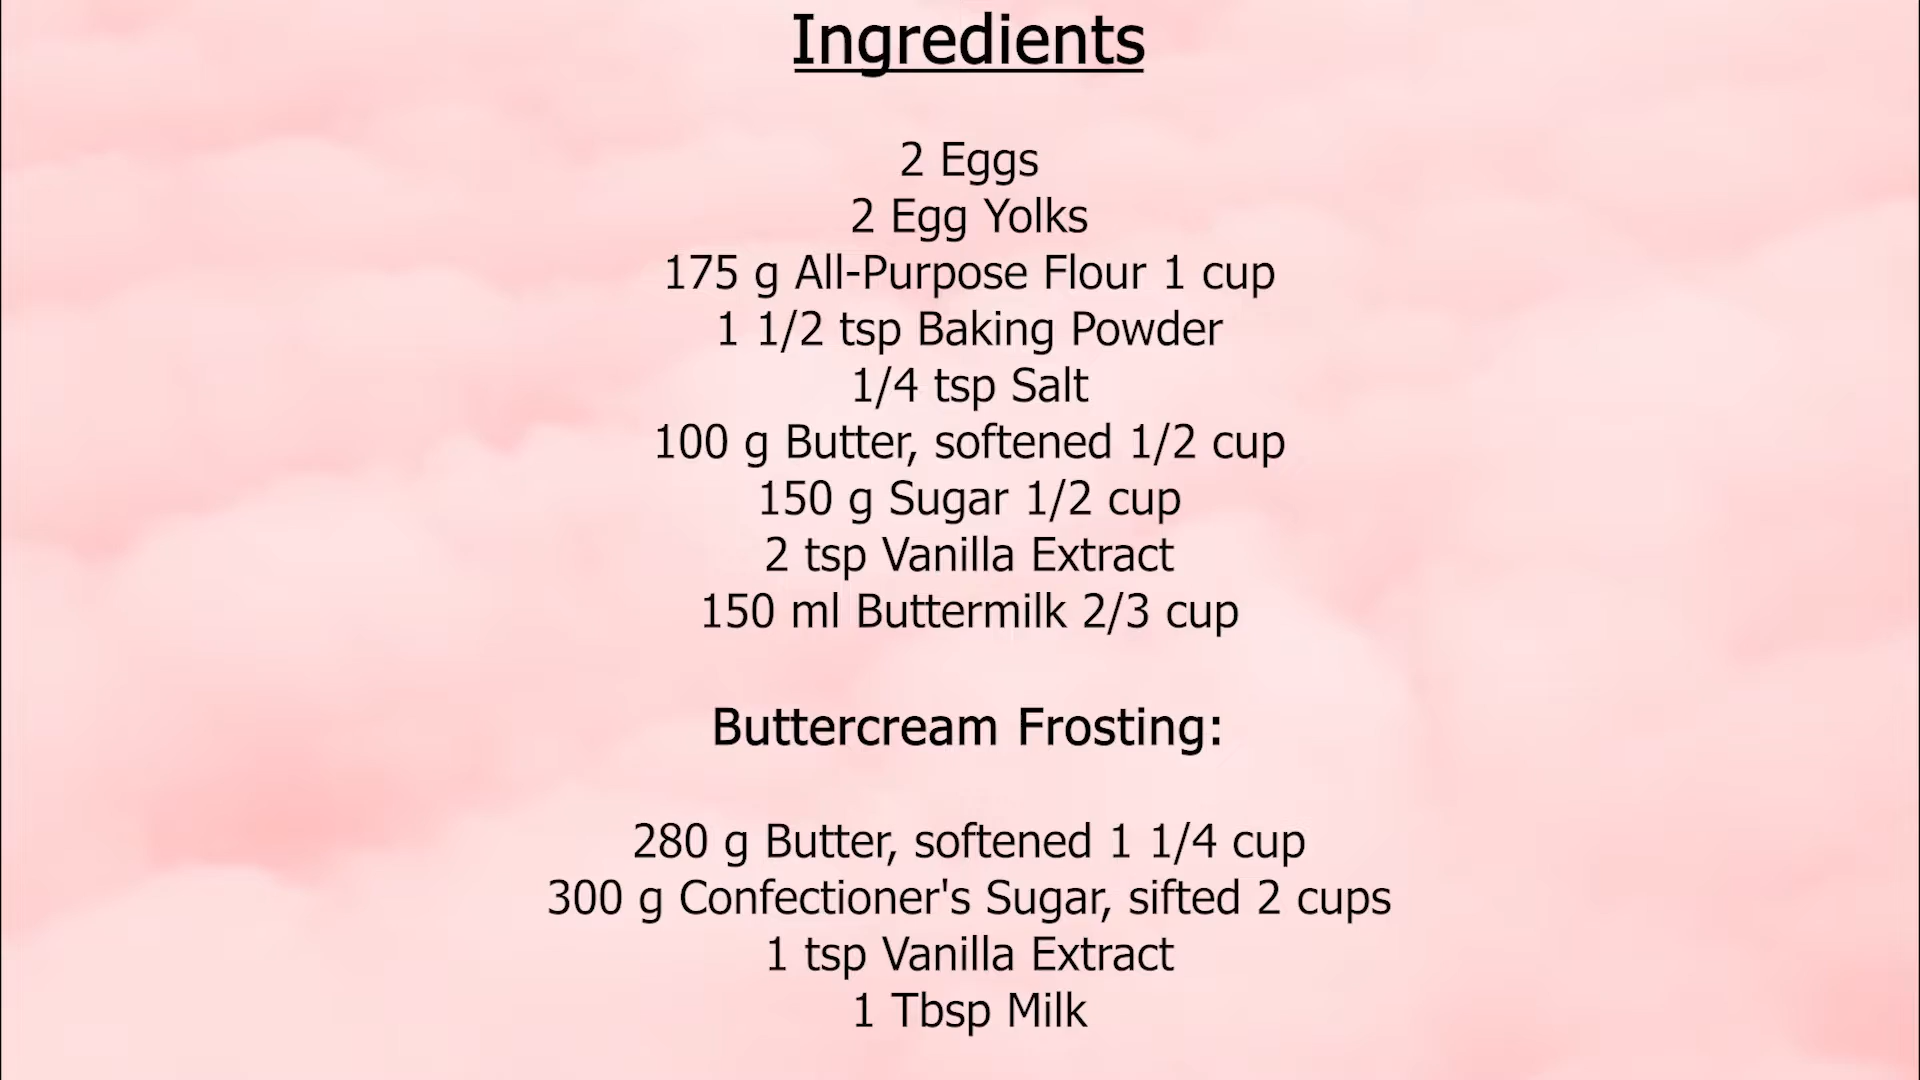 Ingredients
2 Eggs
2 Egg Yolks
175 g All-Purpose Flour 1 cup
1 1/2 tsp Baking Powder
1/4 tsp Salt
100 g Butter, softened 1/2 cup
150 g Sugar 1/2 cup
2 tsp Vanilla Extract
150 ml Buttermilk 2/3 cup
Buttercream Frosting:
280 g Butter, softened 1 1/4 cup
300 g Confectioner's Sugar, sifted 2 cups
1 tsp Vanilla Extract
1 Tbsp Milk